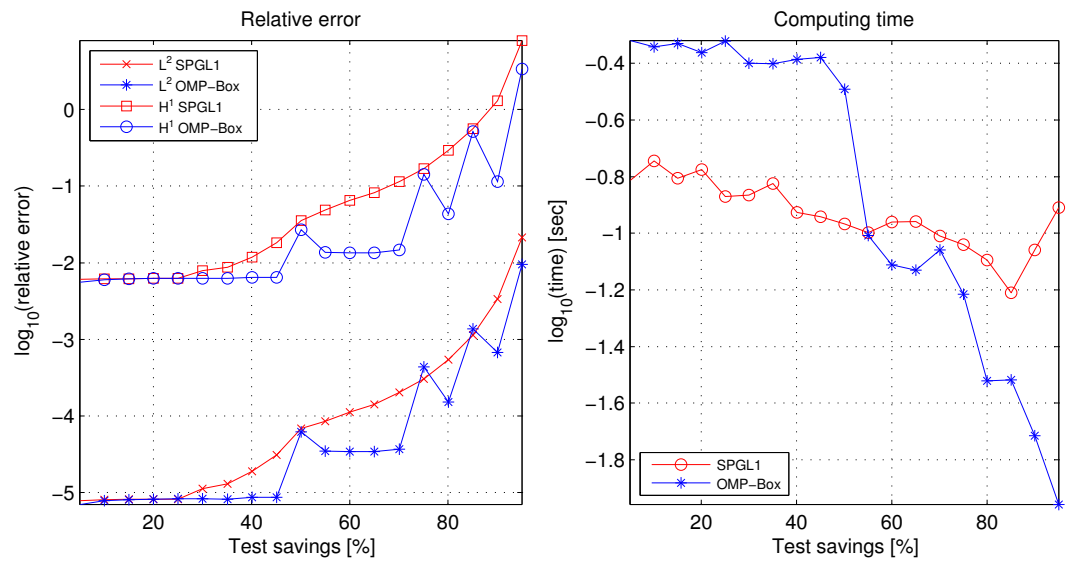 Relative error
L² SPGL1
L² OMP−Box
H¹ SPGL1
H¹ OMP−Box
0
−1
−2
−3
−4
−5
log₁₀(relative error)
20 40 60 80
Test savings [%]
Computing time
−0.4
−0.6
−0.8
−1
−1.2
−1.4
−1.6
−1.8
log₁₀(time) [sec]
SPGL1
OMP−Box
20 40 60 80
Test savings [%]